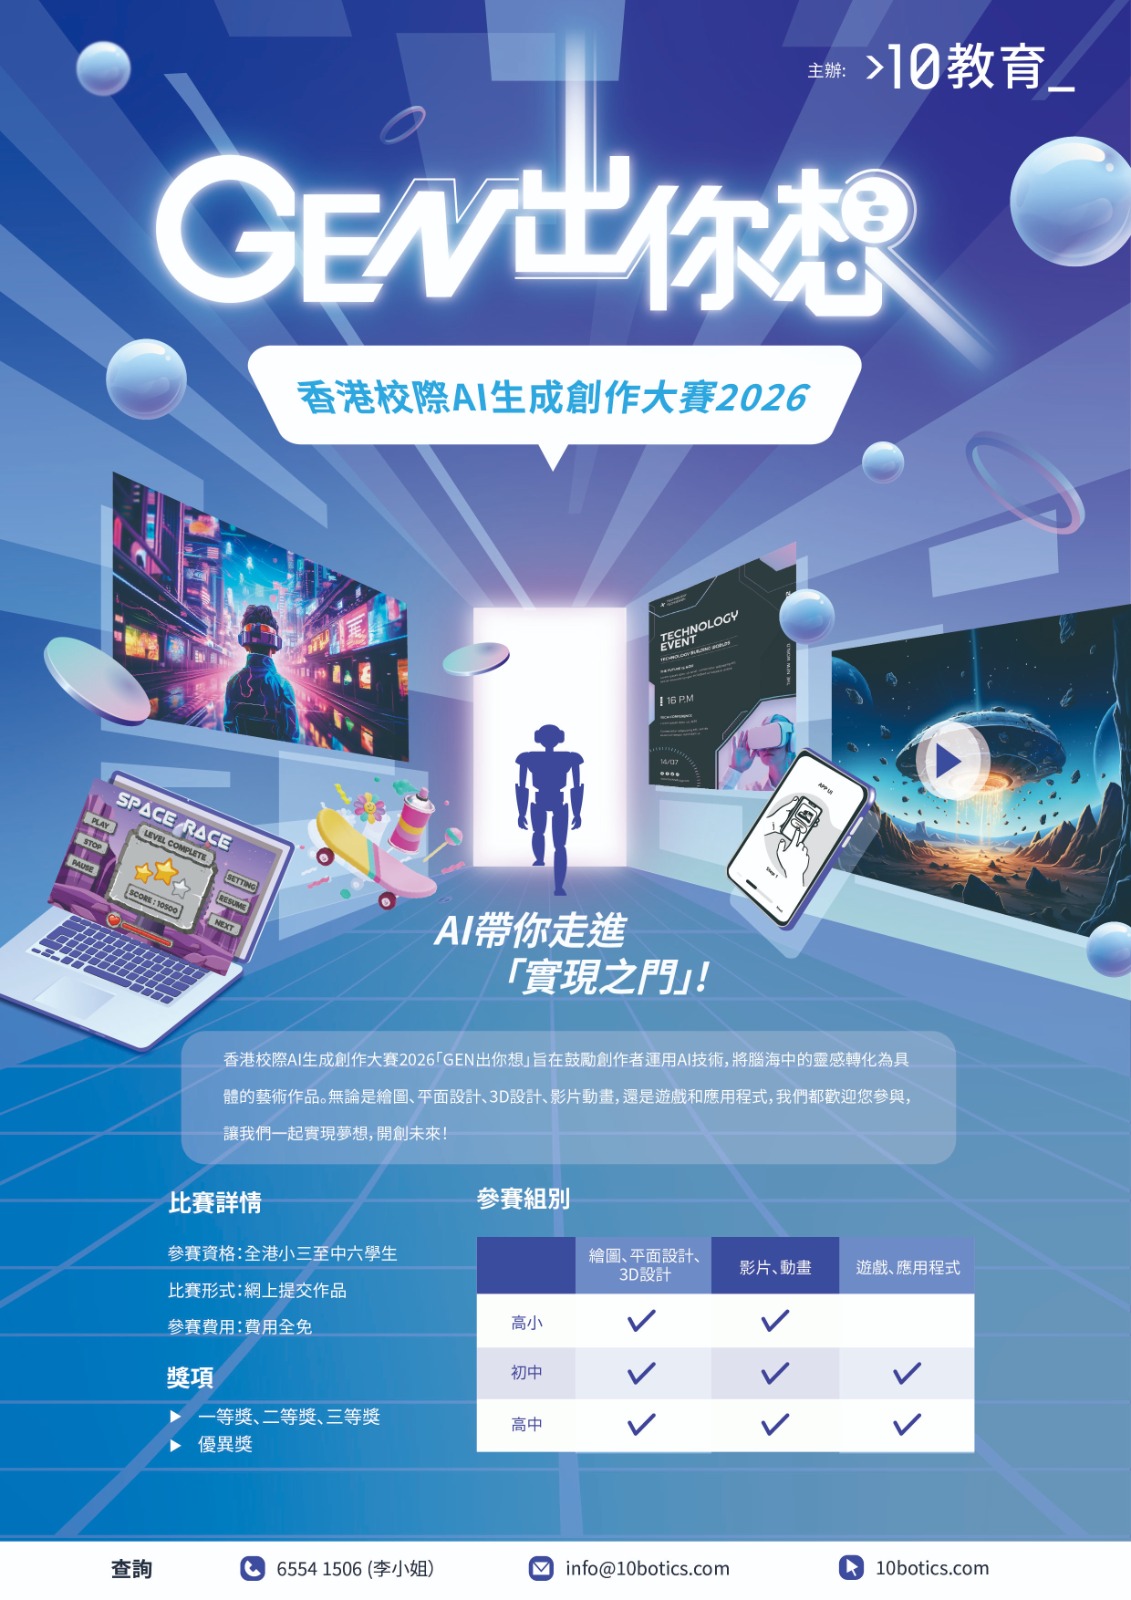 主辦: >10教育_
GEN出你想
香港校際AI生成創作大賽2026
TECHNOLOGY
EVENT
16 P.M
14/07
APP UI
Step 1
SPACE RACE
PLAY
STOP
PAUSE
LEVEL COMPLETE
SCORE : 10500
SETTING
RESUME
NEXT
AI帶你走進
「實現之門」!
香港校際AI生成創作大賽2026「GEN出你想」旨在鼓勵創作者運用AI技術,將腦海中的靈感轉化為具
體的藝術作品。無論是繪圖、平面設計、3D設計、影片動畫,還是遊戲和應用程式,我們都歡迎您參與,
讓我們一起實現夢想,開創未來!
比賽詳情
參賽資格:全港小三至中六學生
比賽形式:網上提交作品
參賽費用:費用全免
獎項
▶ 一等獎、二等獎、三等獎
▶ 優異獎
參賽組別
繪圖、平面設計、
3D設計
影片、動畫
遊戲、應用程式
高小 ✓ ✓
初中 ✓ ✓ ✓
高中 ✓ ✓ ✓
查詢 6554 1506 (李小姐) info@10botics.com 10botics.com